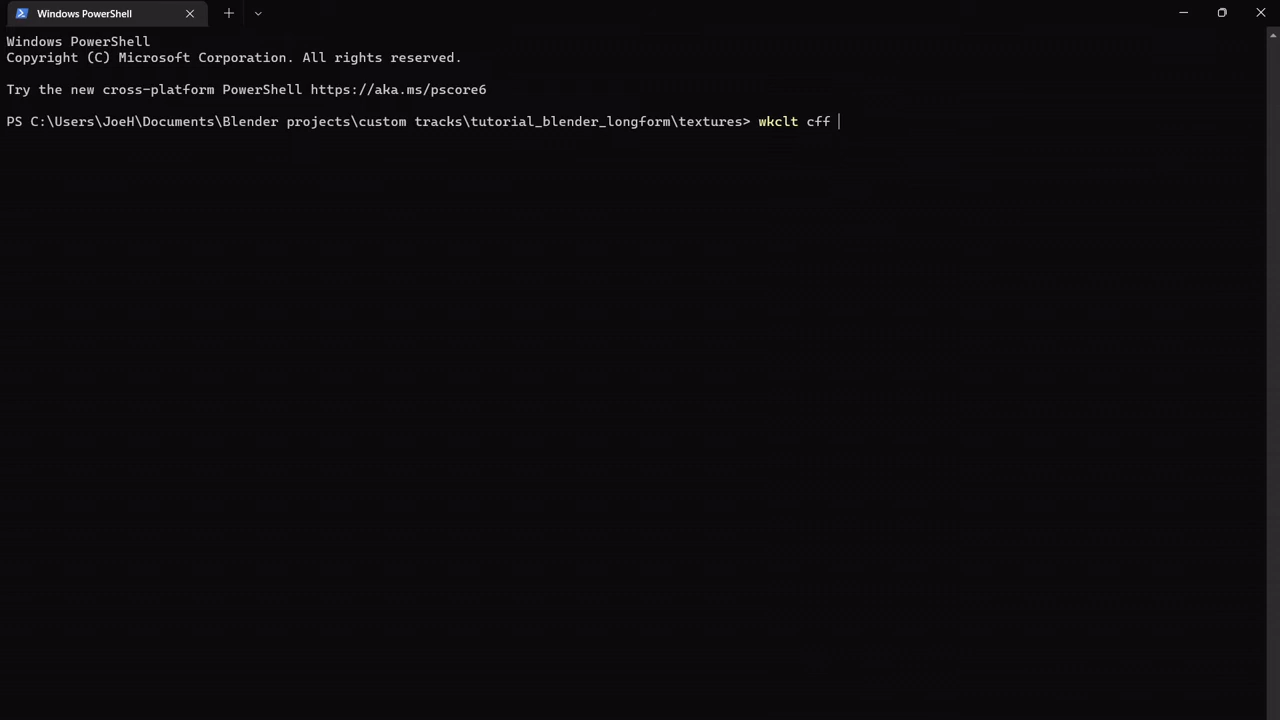 Windows PowerShell
Windows PowerShell
Copyright (C) Microsoft Corporation. All rights reserved.
Try the new cross-platform PowerShell https://aka.ms/pscore6
PS C:\Users\JoeH\Documents\Blender projects\custom tracks\tutorial_blender_longform\textures> wkclt cff